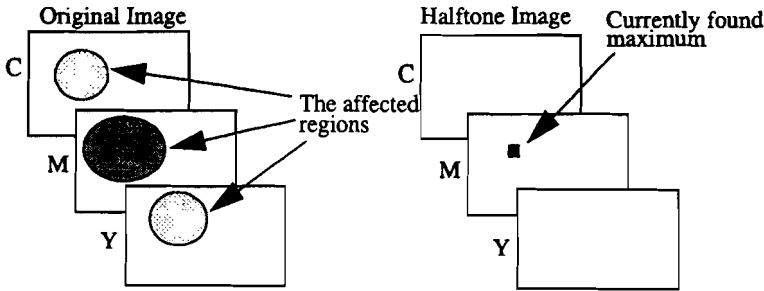 Original Image
C
M
Y
The affected
regions
Halftone Image
Currently found
maximum
C
M
Y